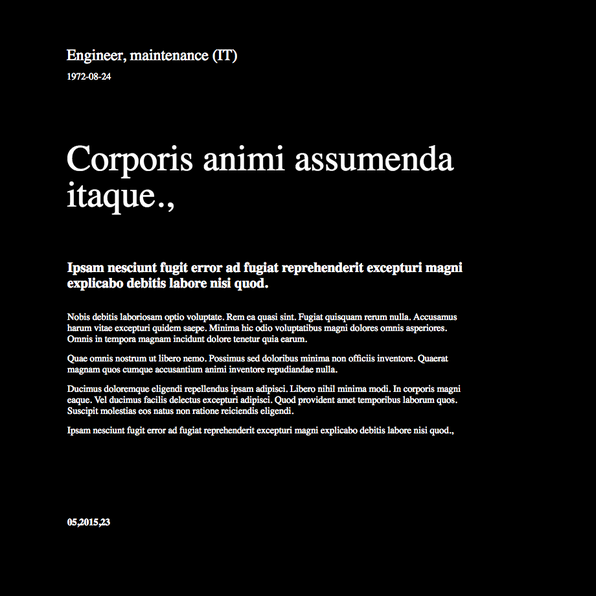 Engineer, maintenance (IT)
1972-08-24
Corporis animi assumenda
itaque.,
Ipsam nesciunt fugit error ad fugiat reprehenderit excepturi magni
explicabo debitis labore nisi quod.
Nobis debitis laboriosam optio voluptate. Rem ea quasi sint. Fugiat quisquam rerum nulla. Accusamus
harum vitae excepturi quidem saepe. Minima hic odio voluptatibus magni dolores omnis asperiores.
Omnis in tempora magnam incidunt dolore tenetur quia earum.
Quae omnis nostrum ut libero nemo. Possimus sed doloribus minima non officiis inventore. Quaerat
magnam quos cumque accusantium animi inventore repudiandae nulla.
Ducimus doloremque eligendi repellendus ipsam adipisci. Libero nihil minima modi. In corporis magni
eaque. Vel ducimus facilis delectus excepturi adipisci. Quod provident amet temporibus laborum quos.
Suscipit molestias eos natus non ratione reiciendis eligendi.
Ipsam nesciunt fugit error ad fugiat reprehenderit excepturi magni explicabo debitis labore nisi quod.,
05,2015,23